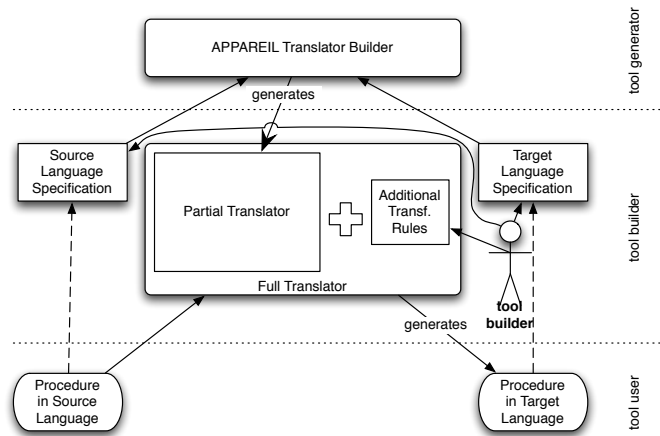 APPAREIL Translator Builder
tool generator
generates
Source
Language
Specification
Target
Language
Specification
Partial Translator
Additional
Transf.
Rules
Full Translator
tool
builder
tool builder
generates
Procedure
in Source
Language
Procedure
in Target
Language
tool user